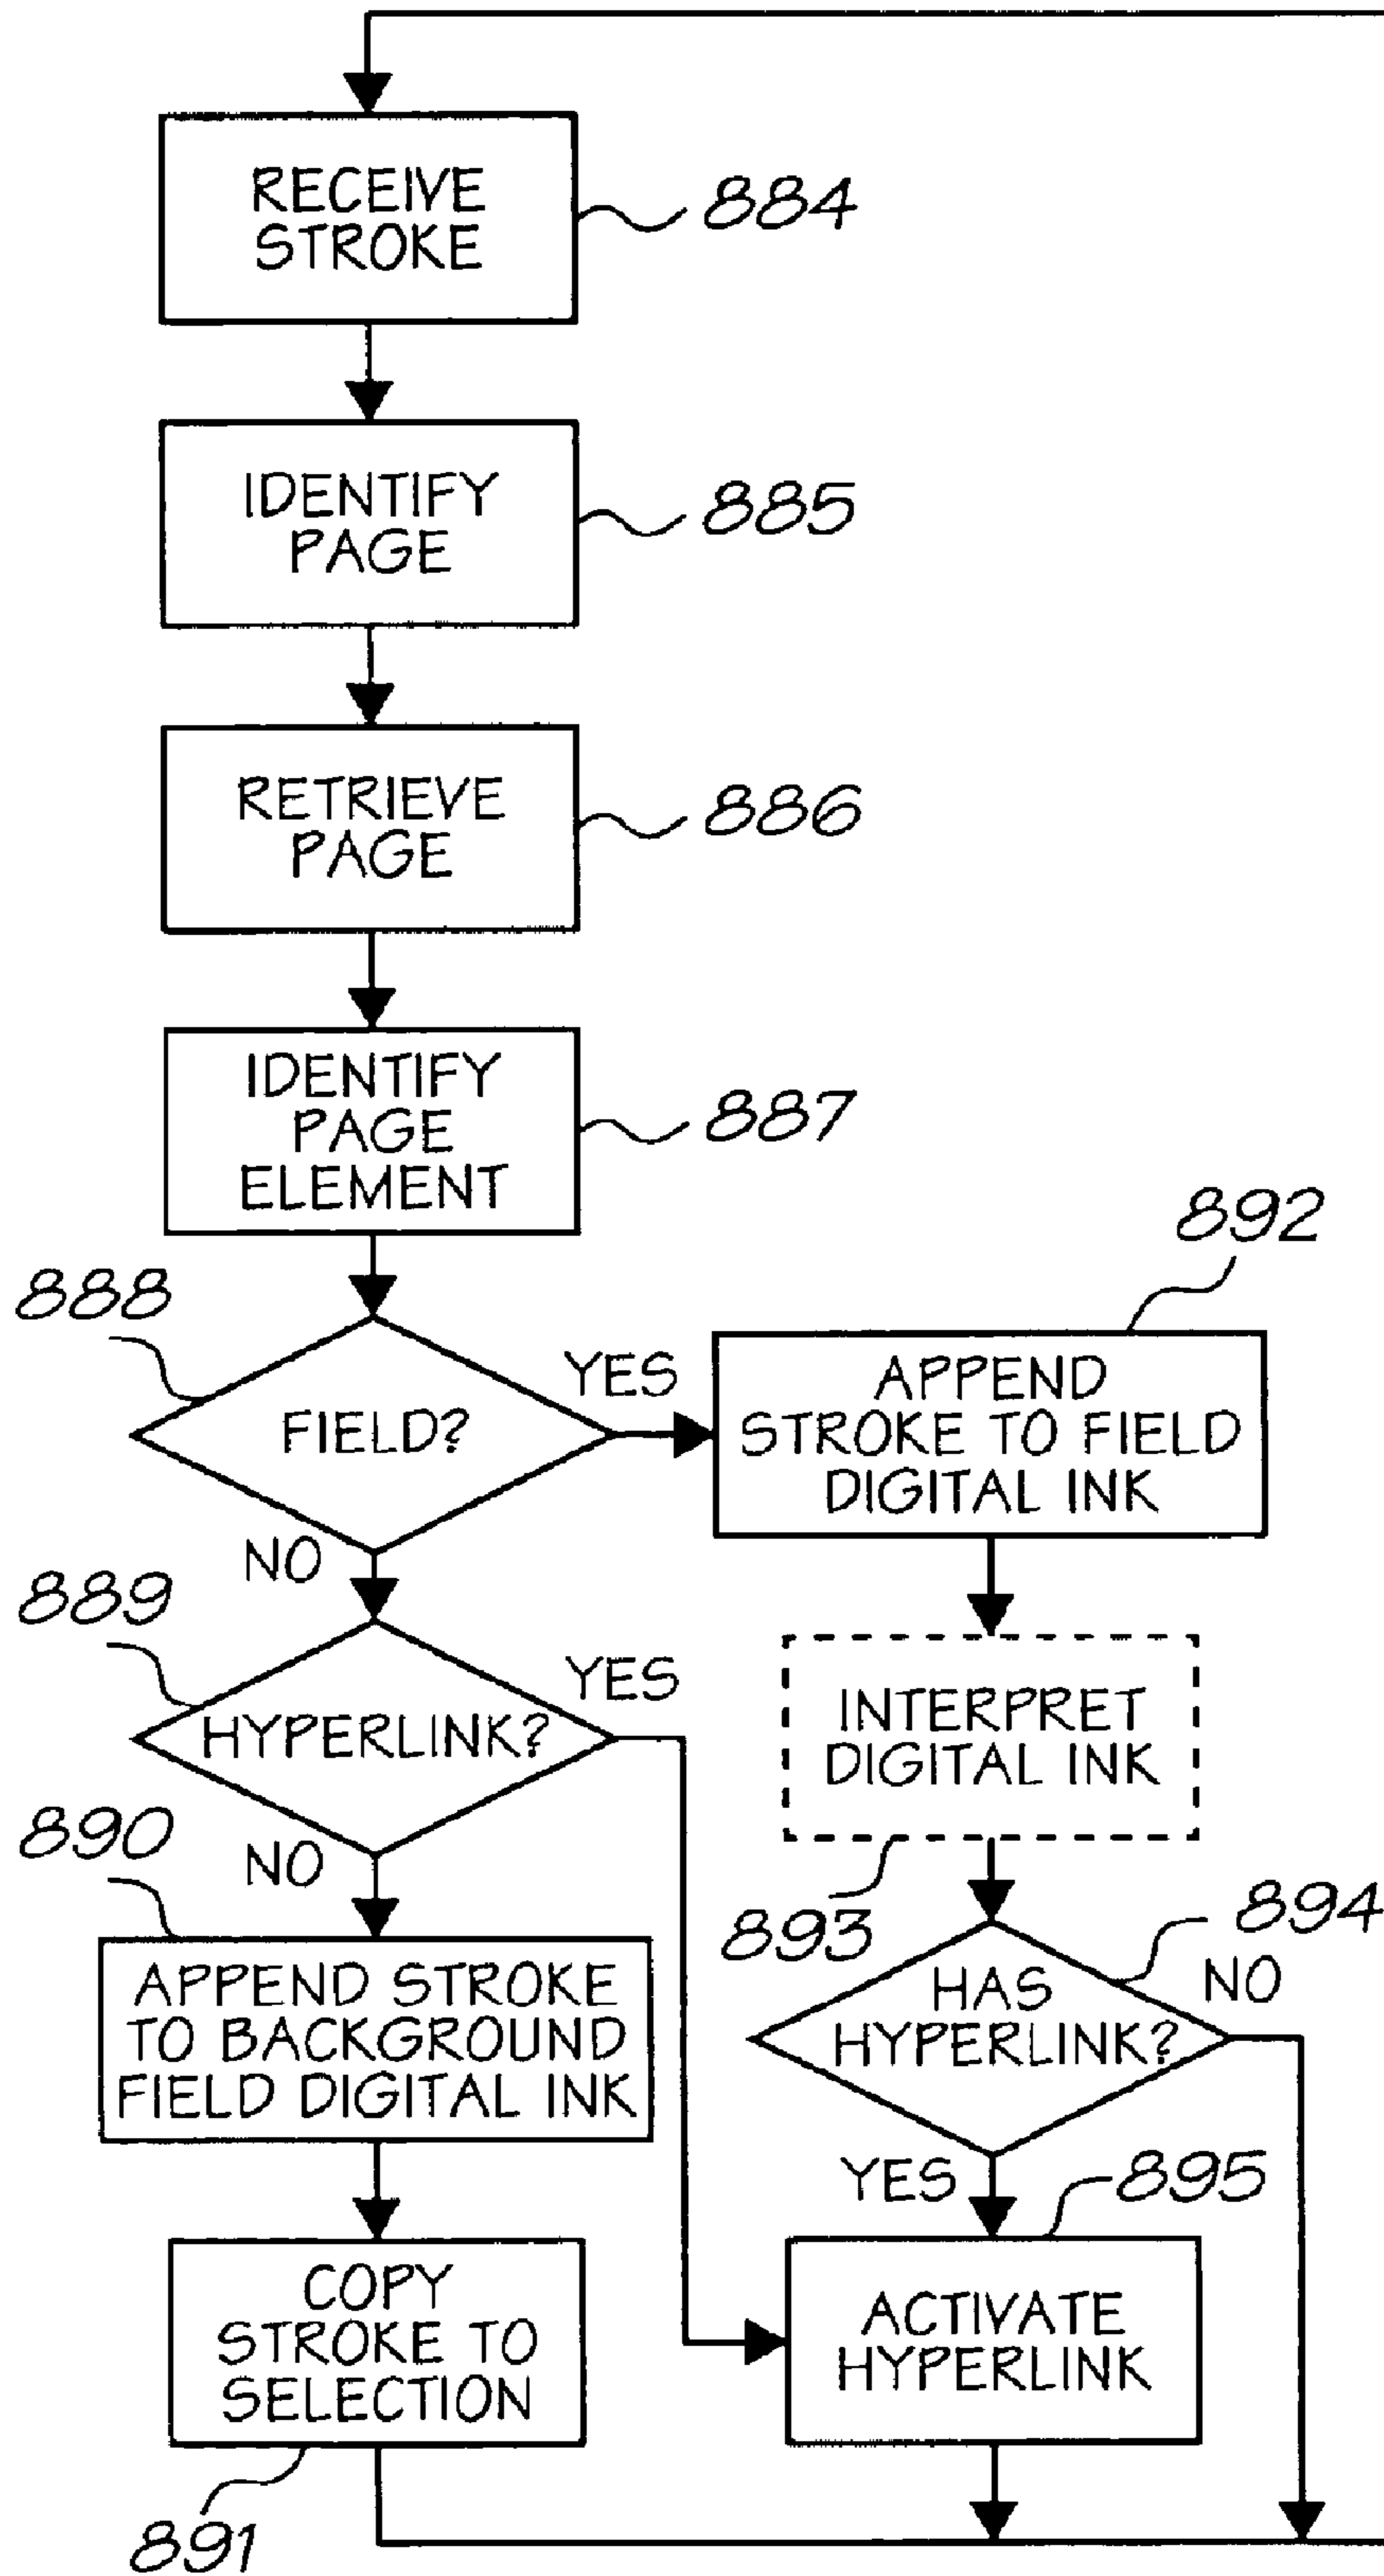 RECEIVE
STROKE
884
IDENTIFY
PAGE
885
RETRIEVE
PAGE
886
IDENTIFY
PAGE
ELEMENT
887
888
FIELD?
YES
NO
892
APPEND
STROKE TO FIELD
DIGITAL INK
889
HYPERLINK?
YES
NO
INTERPRET
DIGITAL INK
893
890
APPEND STROKE
TO BACKGROUND
FIELD DIGITAL INK
894
HAS
HYPERLINK?
NO
YES
895
COPY
STROKE TO
SELECTION
891
ACTIVATE
HYPERLINK